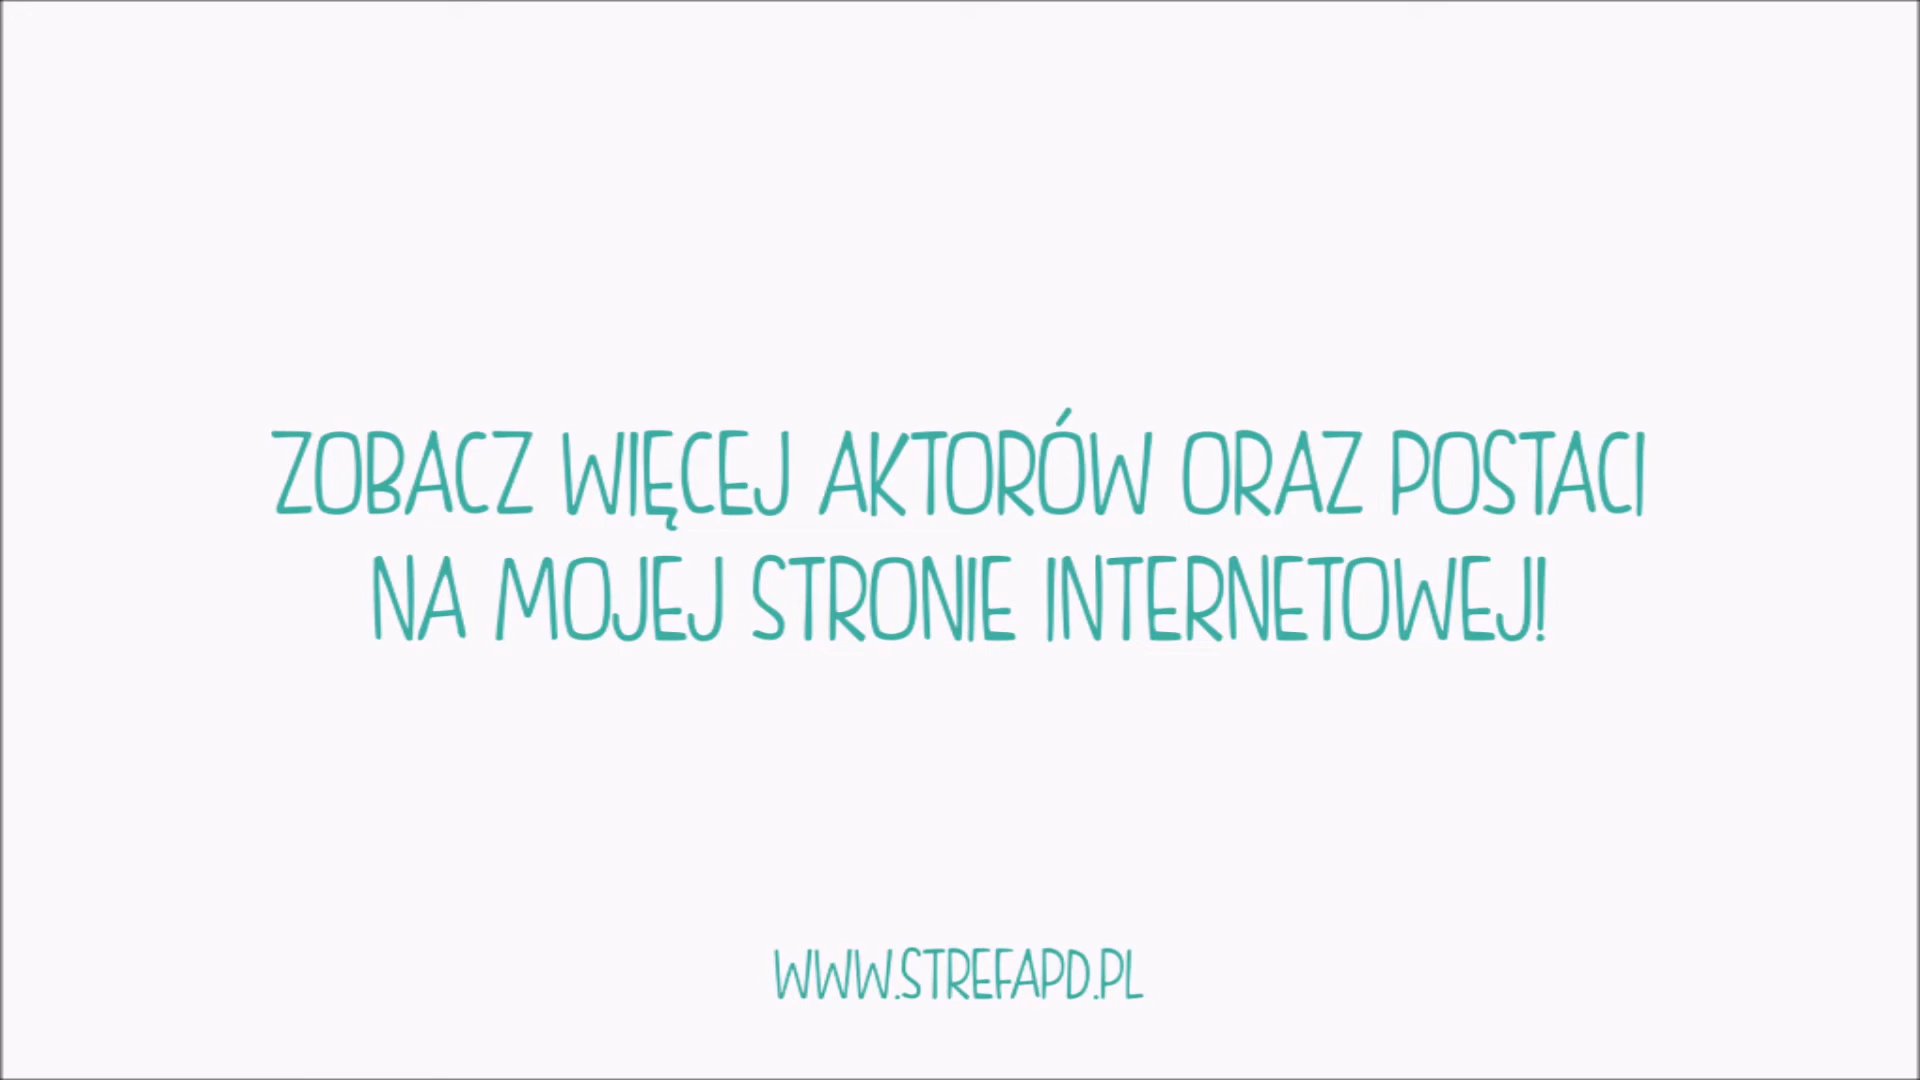 ZOBACZ WIĘCEJ AKTORÓW ORAZ POSTACI
NA MOJEJ STRONIE INTERNETOWEJ!
WWW.STREFAPD.PL